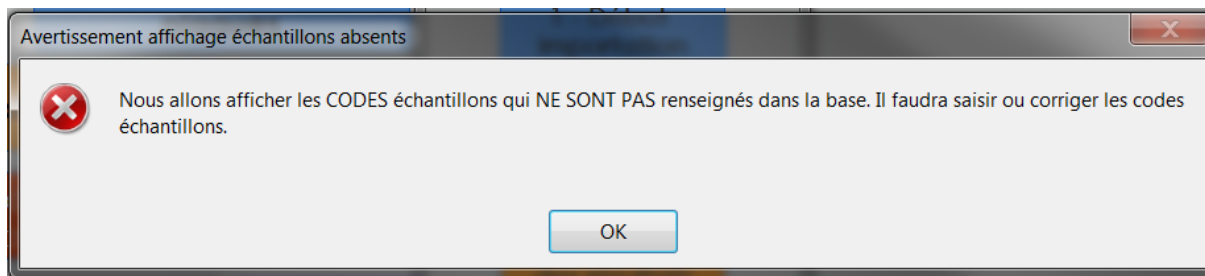 Avertissement affichage échantillons absents
Nous allons afficher les CODES échantillons qui NE SONT PAS renseignés dans la base. Il faudra saisir ou corriger les codes
échantillons.
OK